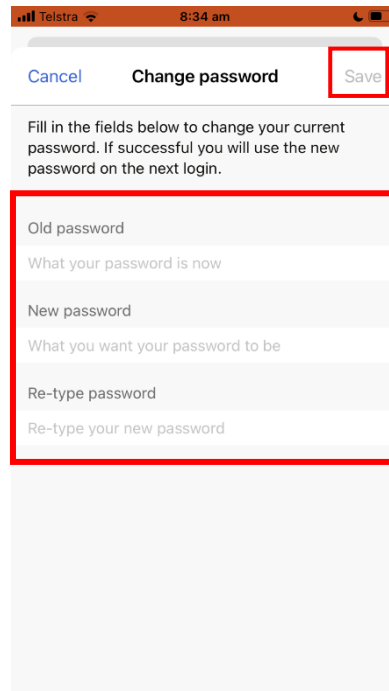 Telstra 8:34 am
Cancel Change password Save
Fill in the fields below to change your current
password. If successful you will use the new
password on the next login.
Old password
What your password is now
New password
What you want your password to be
Re-type password
Re-type your new password